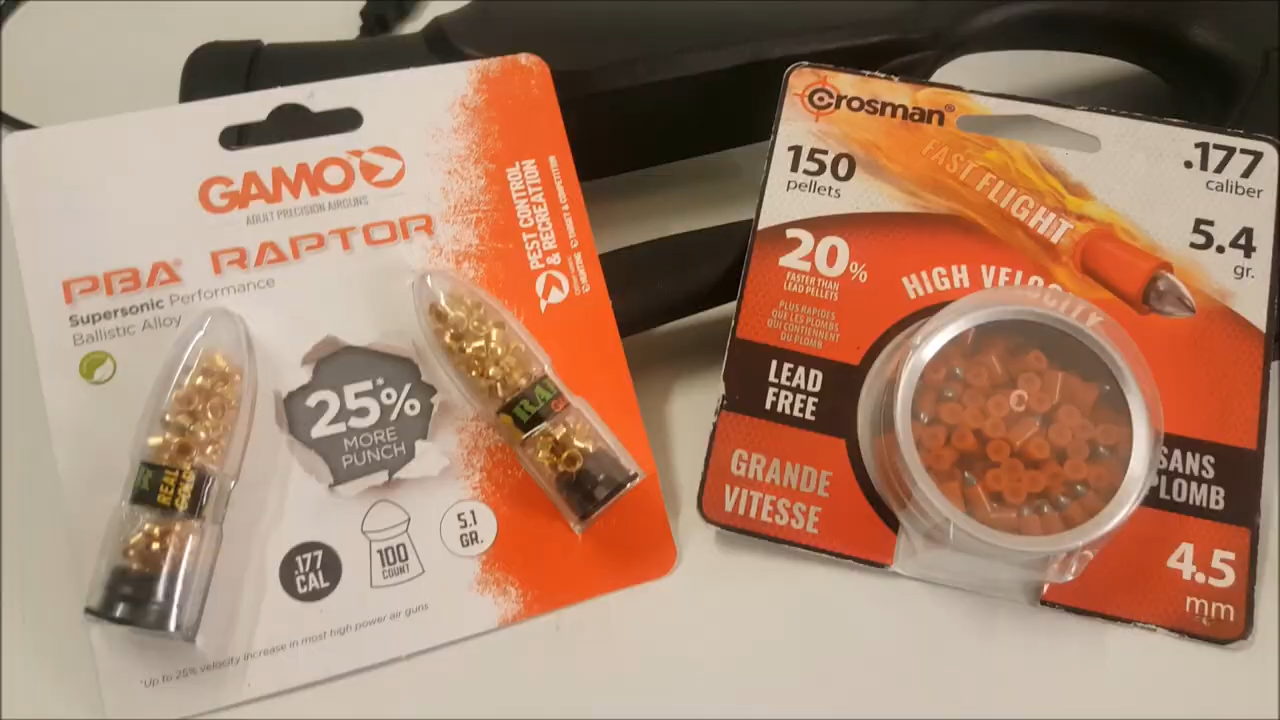 GAMO
ADULT PRECISION AIRGUNS
PBA® RAPTOR
Supersonic Performance
Ballistic Alloy
PEST CONTROL
& RECREATION
25%*
MORE
PUNCH
RA
REAL
.177
CAL
100
COUNT
5.1
GR.
*Up to 25% velocity increase in most high power air guns
Crosman®
150
pellets
FAST FLIGHT
.177
caliber
5.4
gr.
20%
FASTER THAN
LEAD PELLETS
PLUS RAPIDES
QUE LES PLOMBS
QUI CONTIENNENT
DU PLOMB
HIGH VELOCITY
LEAD
FREE
GRANDE
VITESSE
SANS
PLOMB
4.5
mm